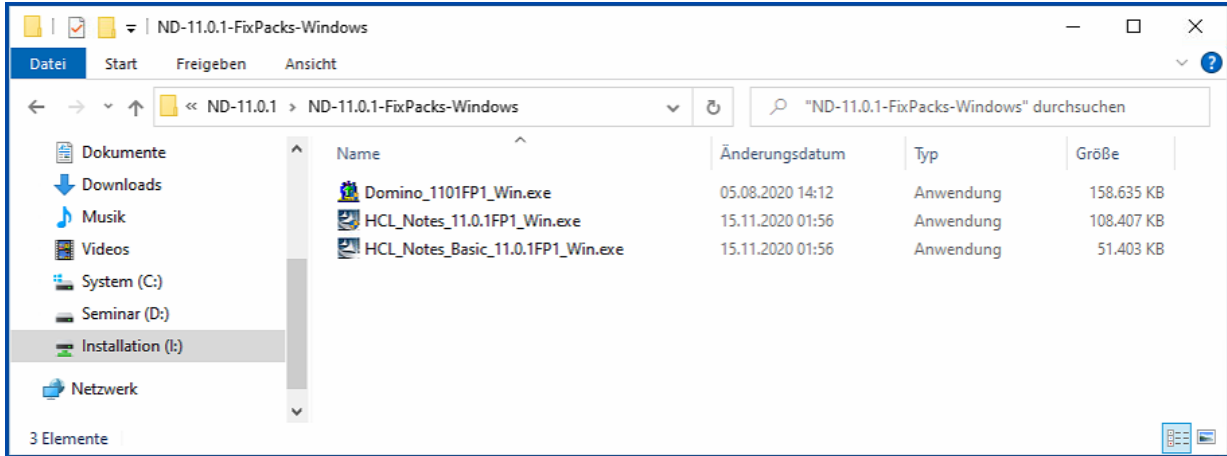 ND-11.0.1-FixPacks-Windows
Datei Start Freigeben Ansicht
« ND-11.0.1 > ND-11.0.1-FixPacks-Windows "ND-11.0.1-FixPacks-Windows" durchsuchen
Name Änderungsdatum Typ Größe
Dokumente
Downloads
Musik
Videos
System (C:)
Seminar (D:)
Installation (I:)
Netzwerk
Domino_1101FP1_Win.exe 05.08.2020 14:12 Anwendung 158.635 KB
HCL_Notes_11.0.1FP1_Win.exe 15.11.2020 01:56 Anwendung 108.407 KB
HCL_Notes_Basic_11.0.1FP1_Win.exe 15.11.2020 01:56 Anwendung 51.403 KB
3 Elemente